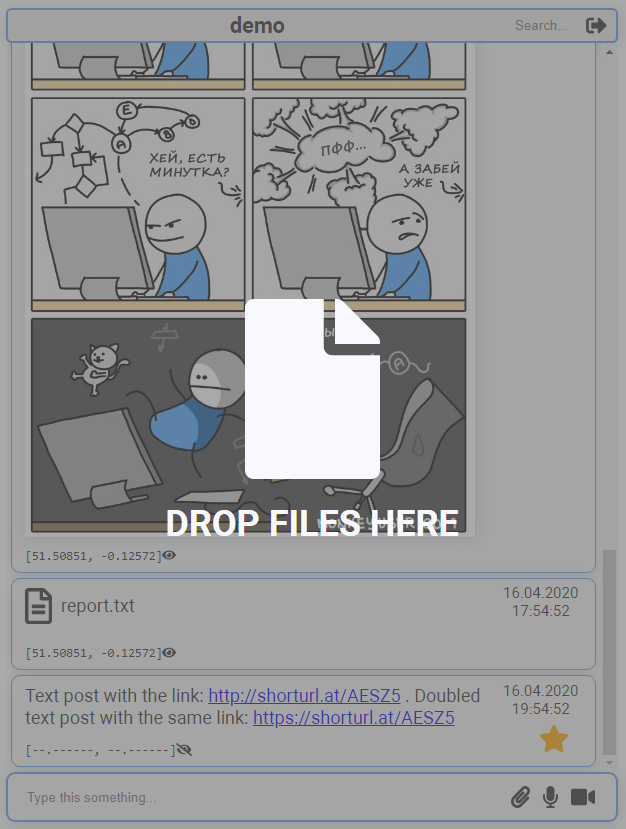 demo
Search...
ХЕЙ, ЕСТЬ
МИНУТКА?
ПФФ...
А ЗАБЕЙ
УЖЕ
E
A
B
D
A
DROP FILES HERE
[51.50851, -0.12572]
report.txt
16.04.2020
17:54:52
[51.50851, -0.12572]
Text post with the link: http://shorturl.at/AESZ5 . Doubled
text post with the same link: https://shorturl.at/AESZ5
16.04.2020
19:54:52
[--.------, --.------]
Type this something...